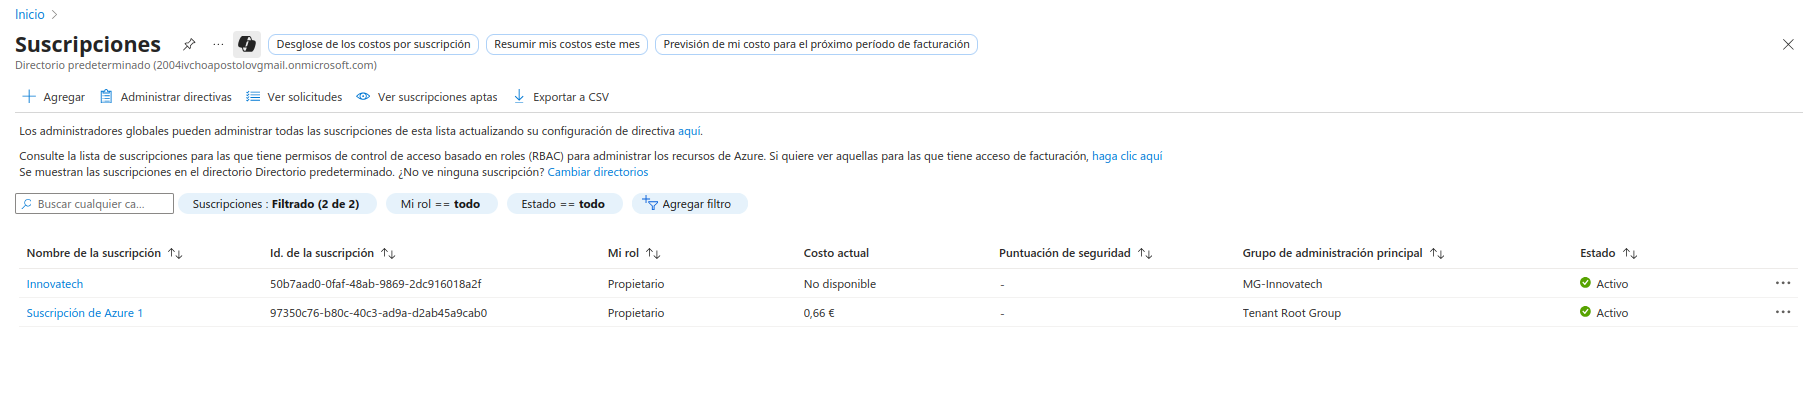 Inicio >
Suscripciones ... Desglose de los costos por suscripción Resumir mis costos este mes Previsión de mi costo para el próximo período de facturación
Directorio predeterminado (2004ivchoapostolovgmail.onmicrosoft.com)
Agregar Administrar directivas Ver solicitudes Ver suscripciones aptas Exportar a CSV
Los administradores globales pueden administrar todas las suscripciones de esta lista actualizando su configuración de directiva aquí.
Consulte la lista de suscripciones para las que tiene permisos de control de acceso basado en roles (RBAC) para administrar los recursos de Azure. Si quiere ver aquellas para las que tiene acceso de facturación, haga clic aquí
Se muestran las suscripciones en el directorio Directorio predeterminado. ¿No ve ninguna suscripción? Cambiar directorios
Buscar cualquier ca... Suscripciones : Filtrado (2 de 2) Mi rol == todo Estado == todo Agregar filtro
Nombre de la suscripción Id. de la suscripción Mi rol Costo actual Puntuación de seguridad Grupo de administración principal Estado
Innovatech 50b7aad0-0faf-48ab-9869-2dc916018a2f Propietario No disponible - MG-Innovatech Activo ...
Suscripción de Azure 1 97350c76-b80c-40c3-ad9a-d2ab45a9cab0 Propietario 0,66 € - Tenant Root Group Activo ...